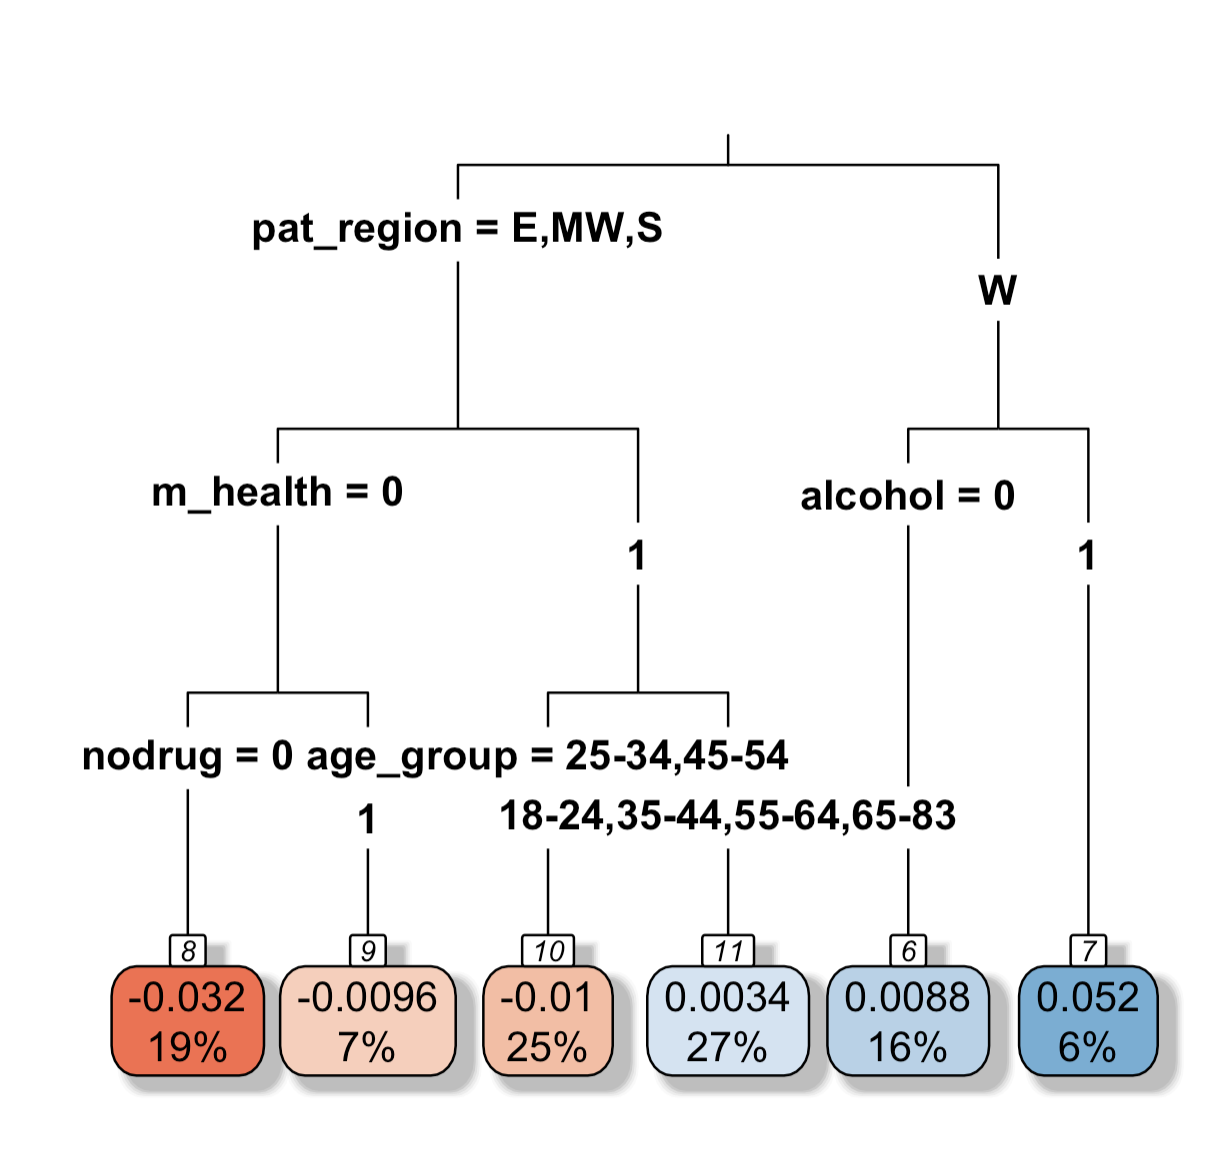 pat_region = E,MW,S
W
m_health = 0
1
alcohol = 0
1
nodrug = 0 age_group = 25-34,45-54
1
18-24,35-44,55-64,65-83
8 9 10 11 6 7
-0.032 -0.0096 -0.01 0.0034 0.0088 0.052
19% 7% 25% 27% 16% 6%